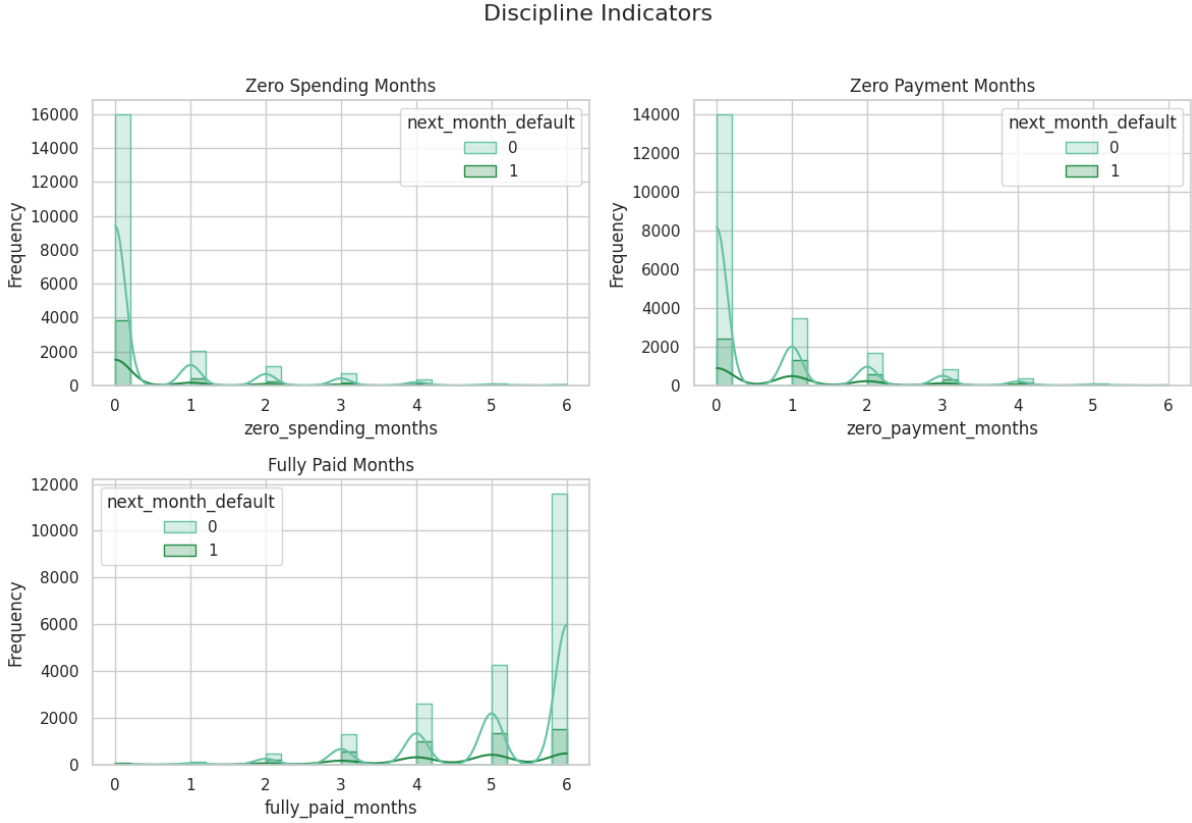 Discipline Indicators
Zero Spending Months
16000
14000
12000
10000
8000
6000
4000
2000
0
Frequency
next_month_default
0
1
0 1 2 3 4 5 6
zero_spending_months
Zero Payment Months
14000
12000
10000
8000
6000
4000
2000
0
Frequency
next_month_default
0
1
0 1 2 3 4 5 6
zero_payment_months
Fully Paid Months
12000
10000
8000
6000
4000
2000
0
Frequency
next_month_default
0
1
0 1 2 3 4 5 6
fully_paid_months